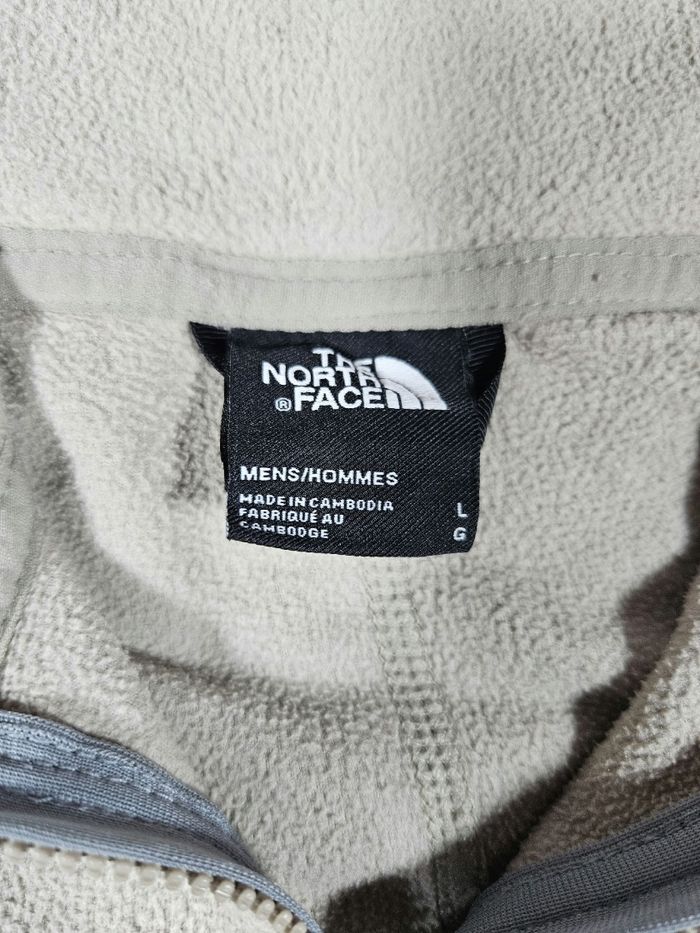 THE
NORTH
® FACE
MENS/HOMMES
MADE IN CAMBODIA
FABRIQUÉ AU
CAMBODGE
L
G